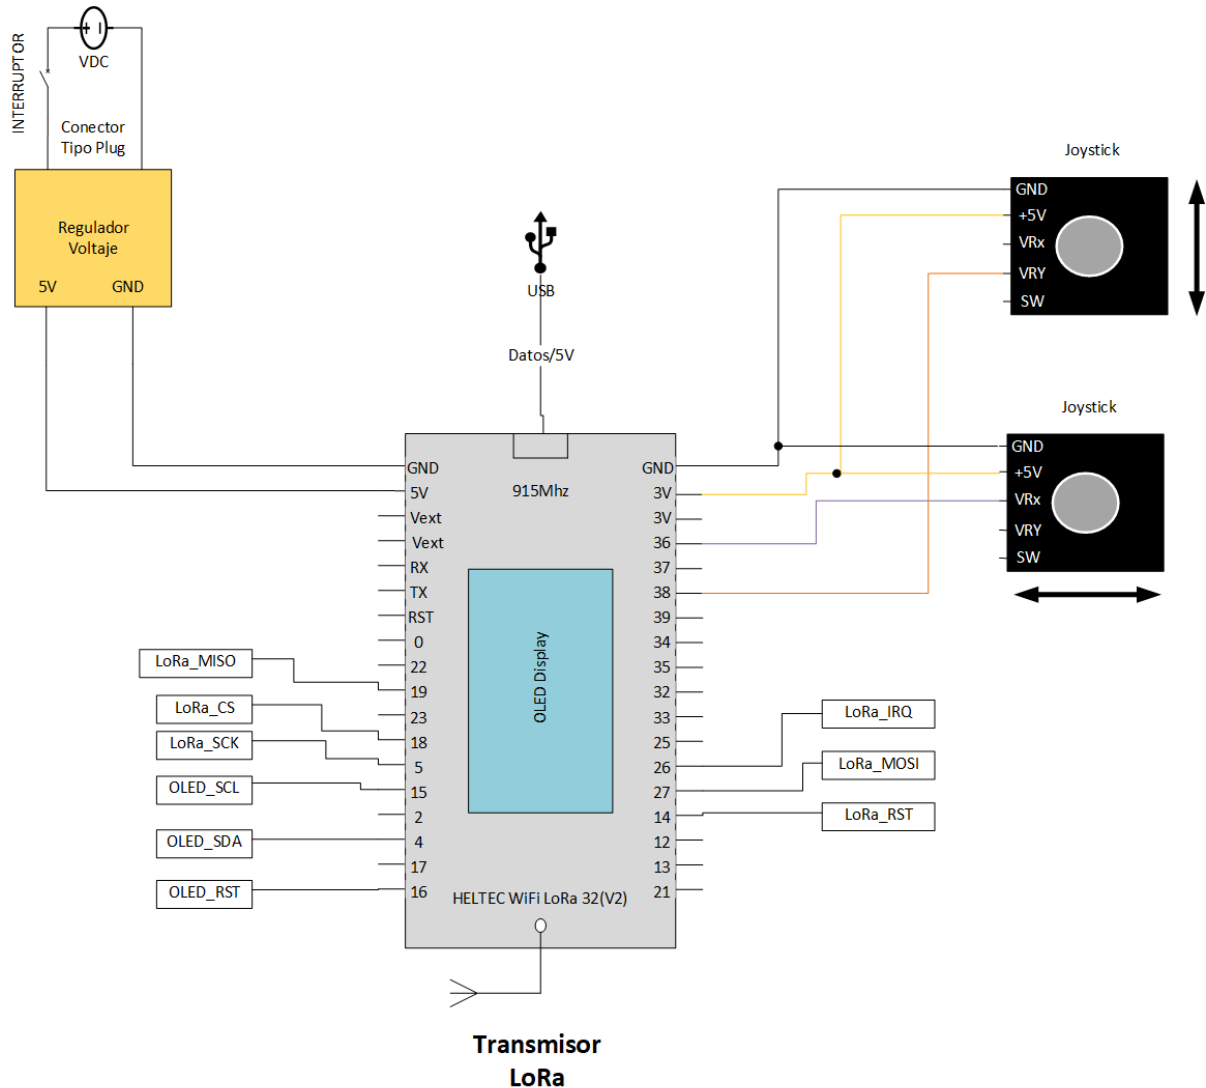 INTERRUPTOR
VDC
Conector
Tipo Plug
Regulador
Voltaje
5V
GND
USB
Datos/5V
Joystick
GND
+5V
VRx
VRY
SW
Joystick
GND
+5V
VRx
VRY
SW
915Mhz
OLED Display
HELTEC WiFi LoRa 32(V2)
GND
5V
Vext
Vext
RX
TX
RST
0
22
19
23
18
5
15
2
4
17
16
GND
3V
3V
36
37
38
39
34
35
32
33
25
26
27
14
12
13
21
LoRa_MISO
LoRa_CS
LoRa_SCK
OLED_SCL
OLED_SDA
OLED_RST
LoRa_IRQ
LoRa_MOSI
LoRa_RST
Transmisor
LoRa